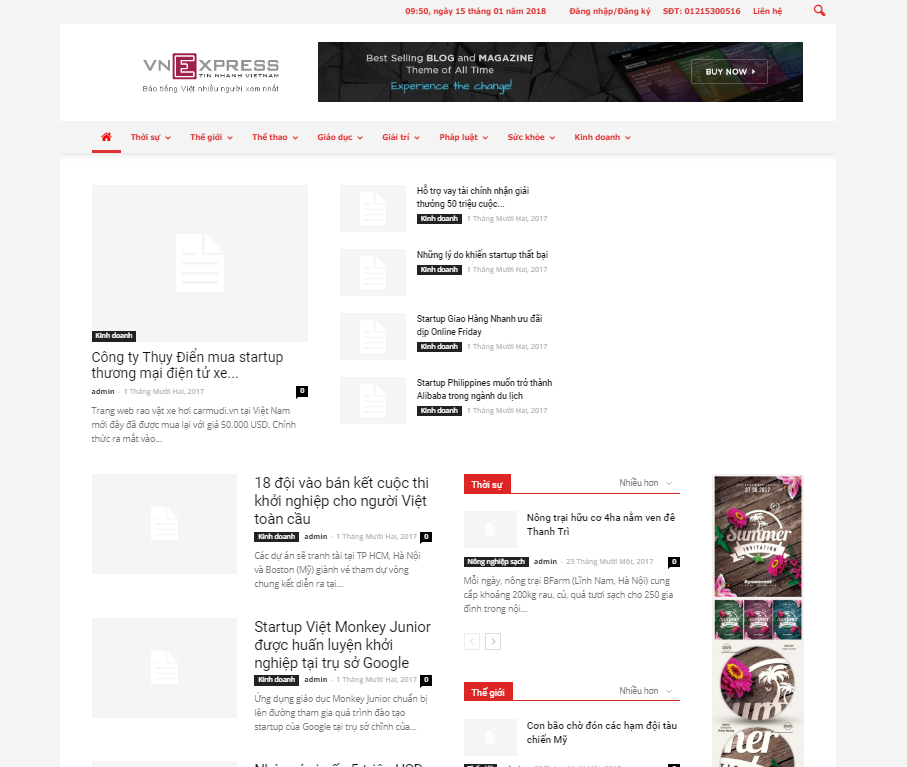 09:50, ngày 15 tháng 01 năm 2018
Đăng nhập/Đăng ký
SĐT: 01215300516
Liên hệ
VNEXPRESS
TIN NHANH VIETNAM
Báo tiếng Việt nhiều người xem nhất
Best Selling BLOG and MAGAZINE
Theme of All Time
Experience the change!
BUY NOW
Thời sự
Thế giới
Thể thao
Giáo dục
Giải trí
Pháp luật
Sức khỏe
Kinh doanh
Kinh doanh
Công ty Thụy Điển mua startup
thương mại điện tử xe...
admin - 1 Tháng Mười Hai, 2017
0
Trang web rao vặt xe hơi carmudi.vn tại Việt Nam
mới đây đã được mua lại với giá 50.000 USD. Chính
thức ra mắt vào...
Hỗ trợ vay tài chính nhận giải
thưởng 50 triệu cuộc...
Kinh doanh 1 Tháng Mười Hai, 2017
Những lý do khiến startup thất bại
Kinh doanh 1 Tháng Mười Hai, 2017
Startup Giao Hàng Nhanh ưu đãi
dịp Online Friday
Kinh doanh 1 Tháng Mười Hai, 2017
Startup Philippines muốn trở thành
Alibaba trong ngành du lịch
Kinh doanh 1 Tháng Mười Hai, 2017
18 đội vào bán kết cuộc thi
khởi nghiệp cho người Việt
toàn cầu
Kinh doanh admin - 1 Tháng Mười Hai, 2017 0
Các dự án sẽ tranh tài tại TP HCM, Hà Nội
và Boston (Mỹ) giành vé tham dự vòng
chung kết diễn ra tại...
Startup Việt Monkey Junior
được huấn luyện khởi
nghiệp tại trụ sở Google
Kinh doanh admin - 1 Tháng Mười Hai, 2017 0
Ứng dụng giáo dục Monkey Junior chuẩn bị
lên đường tham gia quá trình đào tạo
startup của Google tại trụ sở chính của...
Thời sự
Nhiều hơn
Nông trại hữu cơ 4ha nằm ven đê
Thanh Trì
Nông nghiệp sạch admin - 23 Tháng Mười Một, 2017 0
Mỗi ngày, nông trại BFarm (Lĩnh Nam, Hà Nội) cung
cấp khoảng 200kg rau, củ, quả tươi sạch cho 250 gia
đình trong nội...
Thế giới
Nhiều hơn
Cơn bão chờ đón các hạm đội tàu
chiến Mỹ
27.08.2017
Summer
INVITATION